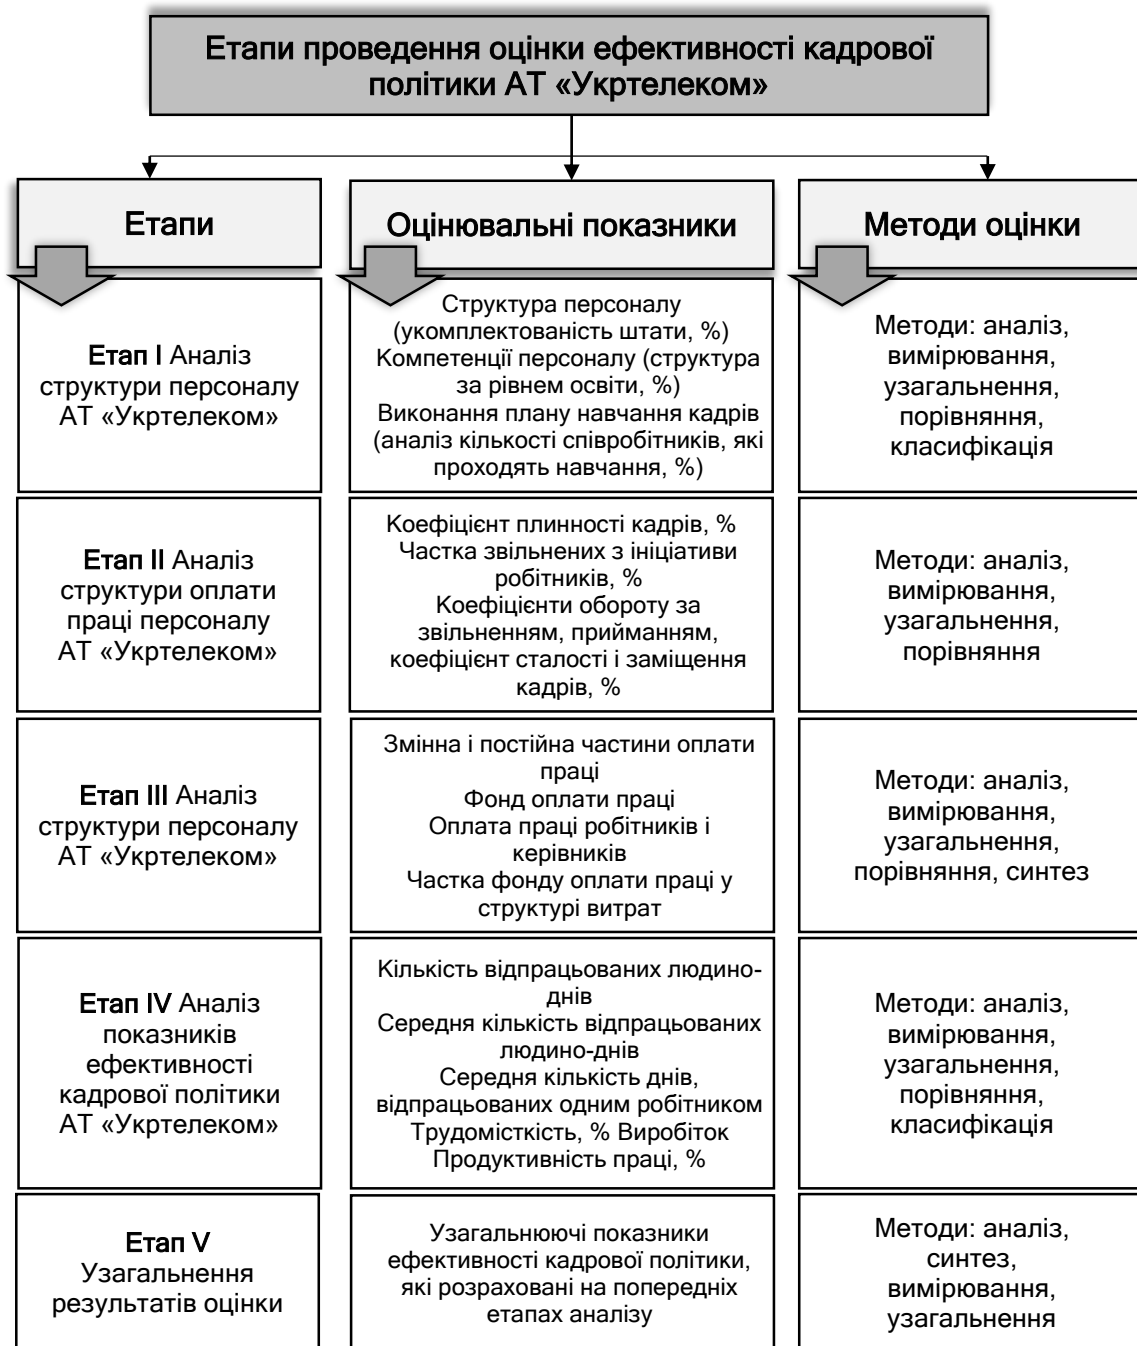 Етапи проведення оцінки ефективності кадрової
політики АТ «Укртелеком»
Етапи
Оцінювальні показники
Методи оцінки
Етап I Аналіз
структури персоналу
АТ «Укртелеком»
Структура персоналу
(укомплектованість штати, %)
Компетенції персоналу (структура
за рівнем освіти, %)
Виконання плану навчання кадрів
(аналіз кількості співробітників, які
проходять навчання, %)
Методи: аналіз,
вимірювання,
узагальнення,
порівняння,
класифікація
Етап II Аналіз
структури оплати
праці персоналу
АТ «Укртелеком»
Коефіцієнт плинності кадрів, %
Частка звільнених з ініціативи
робітників, %
Коефіцієнти обороту за
звільненням, прийманням,
коефіцієнт сталості і заміщення
кадрів, %
Методи: аналіз,
вимірювання,
узагальнення,
порівняння
Етап III Аналіз
структури персоналу
АТ «Укртелеком»
Змінна і постійна частини оплати
праці
Фонд оплати праці
Оплата праці робітників і
керівників
Частка фонду оплати праці у
структурі витрат
Методи: аналіз,
вимірювання,
узагальнення,
порівняння, синтез
Етап IV Аналіз
показників
ефективності
кадрової політики
АТ «Укртелеком»
Кількість відпрацьованих людино-
днів
Середня кількість відпрацьованих
людино-днів
Середня кількість днів,
відпрацьованих одним робітником
Трудомісткість, % Виробіток
Продуктивність праці, %
Методи: аналіз,
вимірювання,
узагальнення,
порівняння,
класифікація
Етап V
Узагальнення
результатів оцінки
Узагальнюючі показники
ефективності кадрової політики,
які розраховані на попередніх
етапах аналізу
Методи: аналіз,
синтез,
вимірювання,
узагальнення